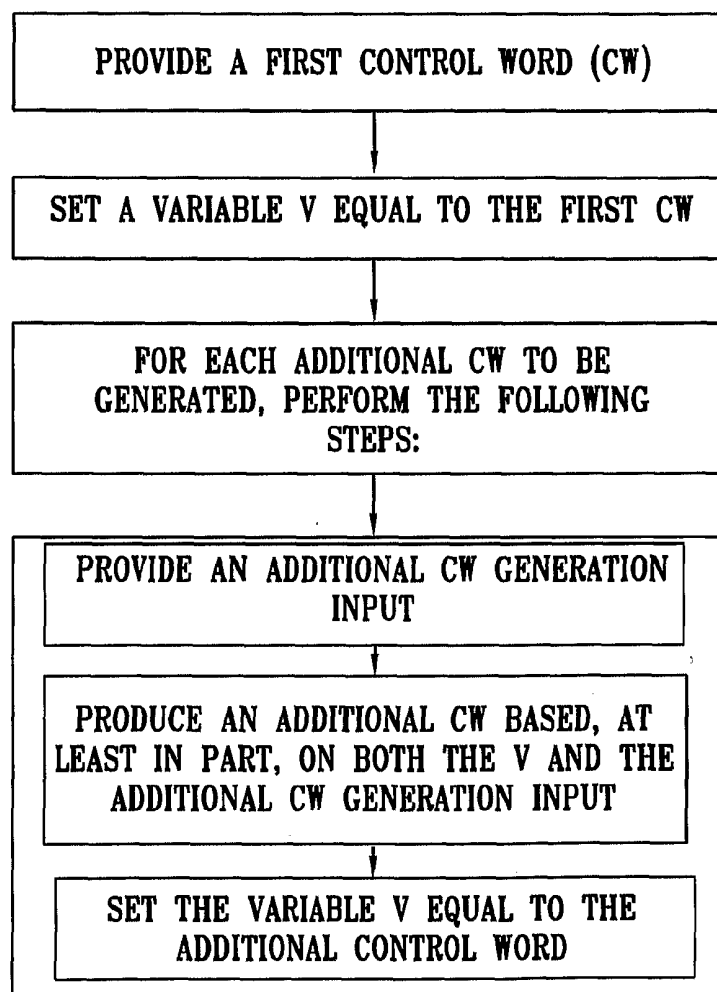 PROVIDE A FIRST CONTROL WORD (CW)
SET A VARIABLE V EQUAL TO THE FIRST CW
FOR EACH ADDITIONAL CW TO BE
GENERATED, PERFORM THE FOLLOWING
STEPS:
PROVIDE AN ADDITIONAL CW GENERATION
INPUT
PRODUCE AN ADDITIONAL CW BASED, AT
LEAST IN PART, ON BOTH THE V AND THE
ADDITIONAL CW GENERATION INPUT
SET THE VARIABLE V EQUAL TO THE
ADDITIONAL CONTROL WORD